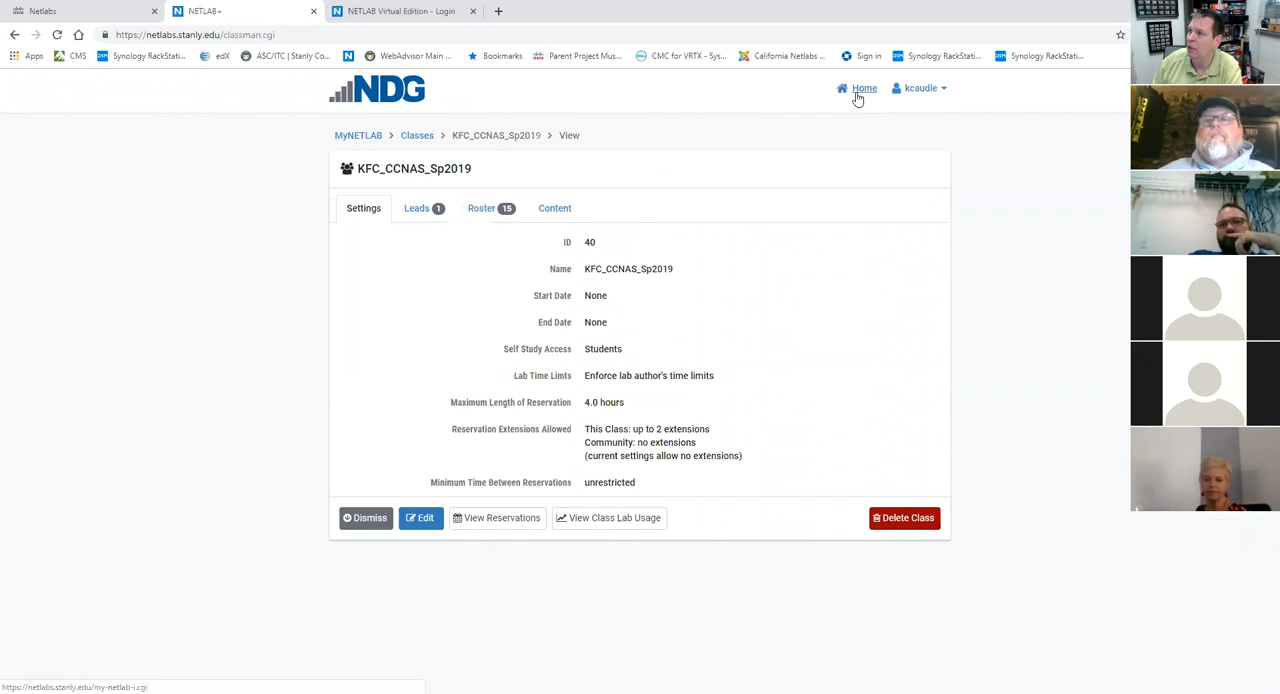 Netlabs
NETLAB+
NETLAB Virtual Edition - Login
https://netlabs.stanly.edu/classman.cgi
Apps
CMS
Synology RackStati...
edX
ASC/ITC | Stanly Co...
WebAdvisor Main ...
Bookmarks
Parent Project Mus...
CMC for VRTX - Sys...
California Netlabs ...
Sign in
Synology RackStati...
Synology RackStati...
NDG
Home
kcaudle
MyNETLAB > Classes > KFC_CCNAS_Sp2019 > View
KFC_CCNAS_Sp2019
Settings
Leads 1
Roster 15
Content
ID 40
Name KFC_CCNAS_Sp2019
Start Date None
End Date None
Self Study Access Students
Lab Time Limts Enforce lab author's time limits
Maximum Length of Reservation 4.0 hours
Reservation Extensions Allowed This Class: up to 2 extensions
Community: no extensions
(current settings allow no extensions)
Minimum Time Between Reservations unrestricted
Dismiss
Edit
View Reservations
View Class Lab Usage
Delete Class
https://netlabs.stanly.edu/my-netlab-i.cgi